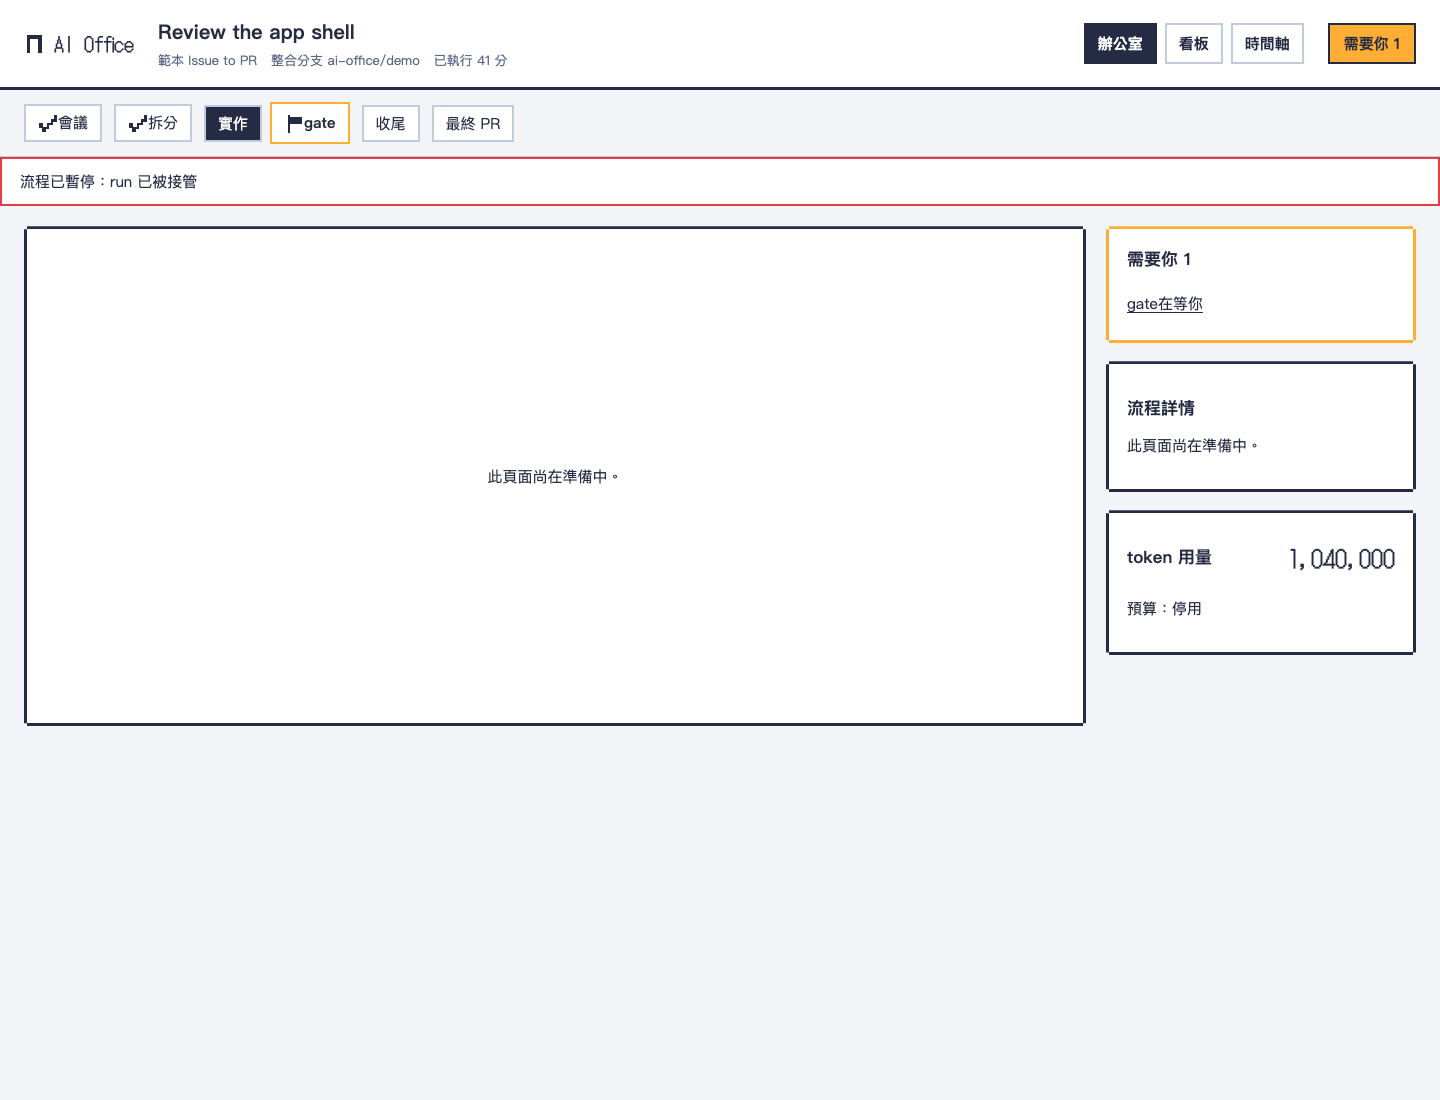 AI Office
Review the app shell
範本 Issue to PR 整合分支 ai-office/demo 已執行 41 分
辦公室
看板
時間軸
需要你 1
會議
拆分
實作
gate
收尾
最終 PR
流程已暫停：run 已被接管
此頁面尚在準備中。
需要你 1
gate在等你
流程詳情
此頁面尚在準備中。
token 用量
1,040,000
預算：停用